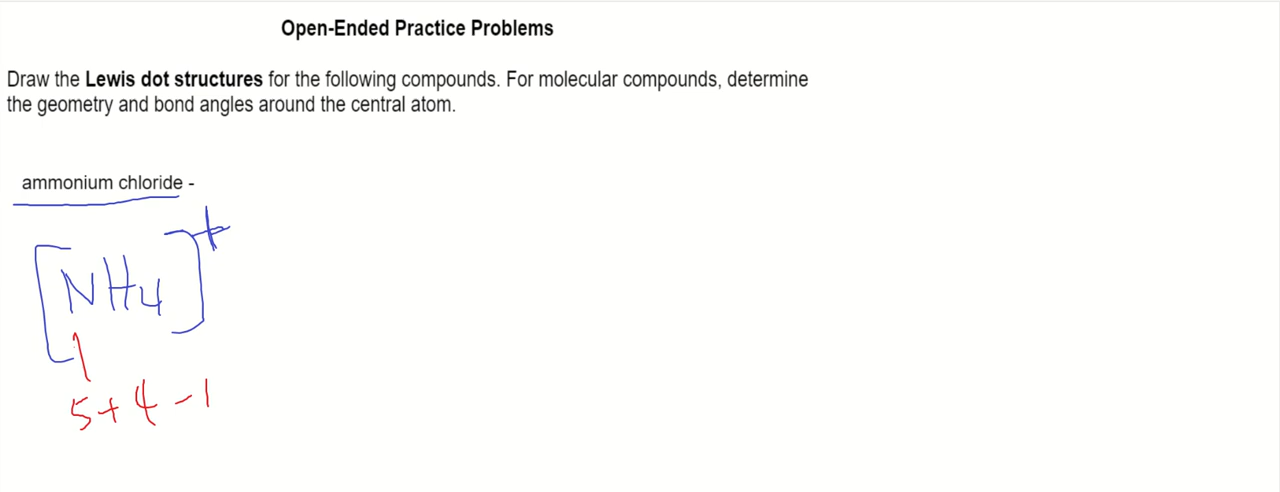 Open-Ended Practice Problems
Draw the Lewis dot structures for the following compounds. For molecular compounds, determine
the geometry and bond angles around the central atom.
ammonium chloride -
[NH4]+
5+4-1